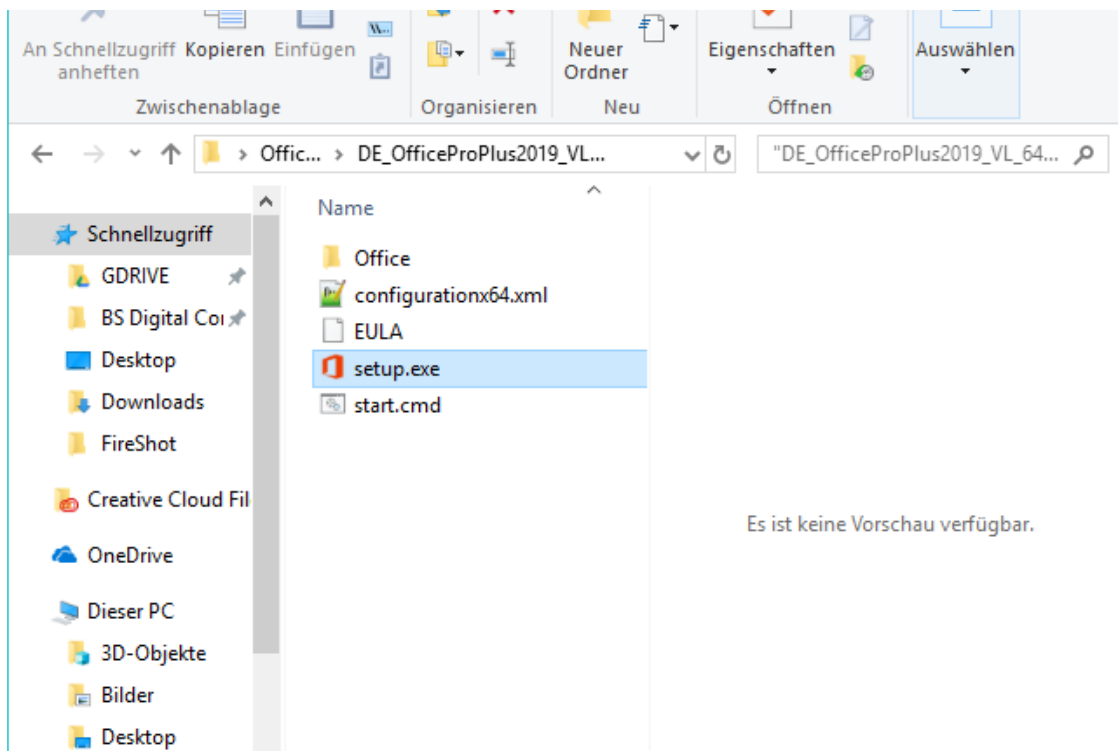 W...
An Schnellzugriff anheften
Kopieren
Einfügen
Neuer Ordner
Eigenschaften
Auswählen
Zwischenablage
Organisieren
Neu
Öffnen
Offic... > DE_OfficeProPlus2019_VL...
"DE_OfficeProPlus2019_VL_64...
Name
Schnellzugriff
GDRIVE
BS Digital Co
Desktop
Downloads
FireShot
Creative Cloud Fil
OneDrive
Dieser PC
3D-Objekte
Bilder
Desktop
Office
configurationx64.xml
EULA
setup.exe
start.cmd
Es ist keine Vorschau verfügbar.